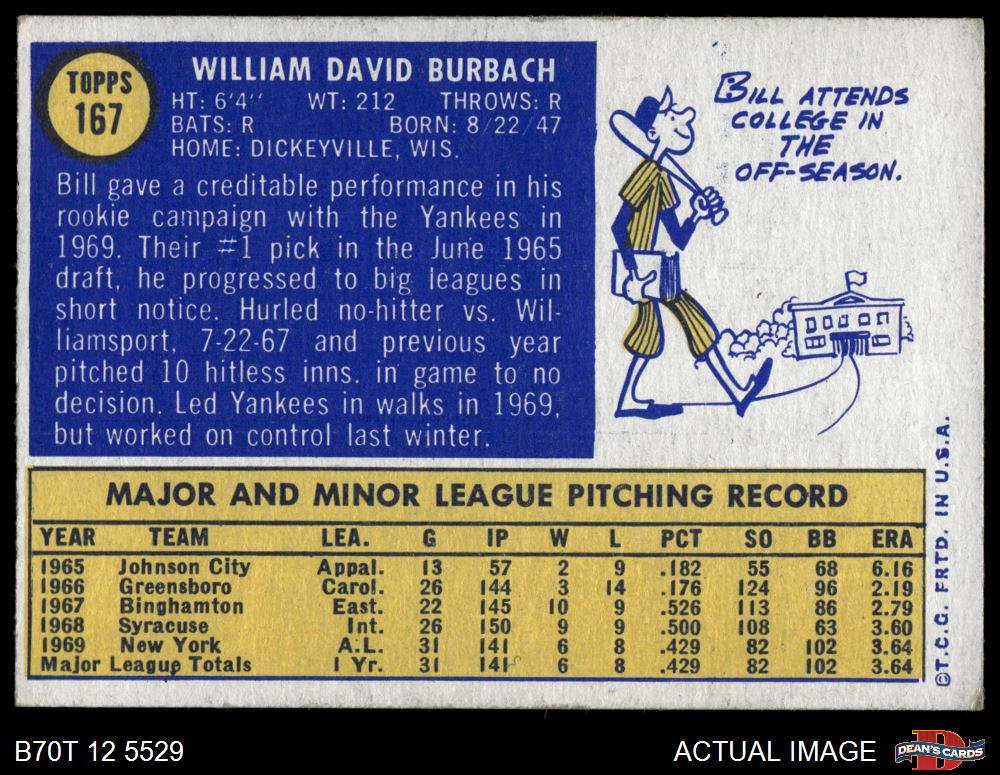 TOPPS
167
WILLIAM DAVID BURBACH
HT: 6'4'' WT: 212 THROWS: R
BATS: R BORN: 8/22/47
HOME: DICKEYVILLE, WIS.
Bill gave a creditable performance in his
rookie campaign with the Yankees in
1969. Their #1 pick in the June 1965
draft, he progressed to big leagues in
short notice. Hurled no-hitter vs. Wil-
liamsport, 7-22-67 and previous year
pitched 10 hitless inns. in game to no
decision. Led Yankees in walks in 1969,
but worked on control last winter.
BILL ATTENDS
COLLEGE IN
THE
OFF-SEASON.
MAJOR AND MINOR LEAGUE PITCHING RECORD
YEAR TEAM LEA. G IP W L PCT SO BB ERA
1965 Johnson City Appal. 13 57 2 9 .182 55 68 6.16
1966 Greensboro Carol. 26 144 3 14 .176 124 96 2.19
1967 Binghamton East. 22 145 10 9 .526 113 86 2.79
1968 Syracuse Int. 26 150 9 9 .500 108 63 3.60
1969 New York A.L. 31 141 6 8 .429 82 102 3.64
Major League Totals 1 Yr. 31 141 6 8 .429 82 102 3.64
©T.C.G. PRTD. IN U.S.A.
B70T 12 5529
ACTUAL IMAGE
DEAN'S CARDS